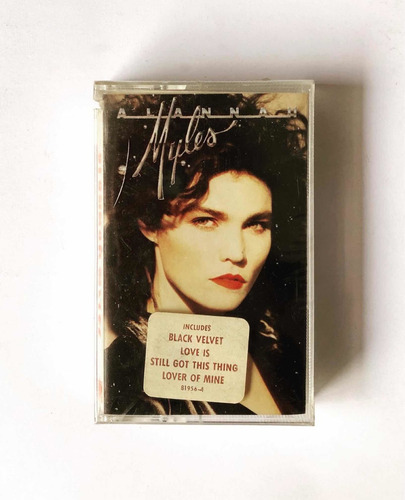 ALANNAH
Myles
INCLUDES
BLACK VELVET
LOVE IS
STILL GOT THIS THING
LOVER OF MINE
81956-4